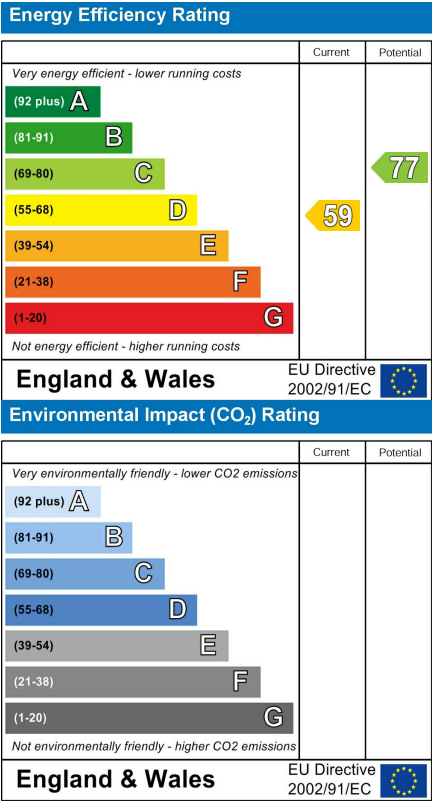 Energy Efficiency Rating
Current Potential
Very energy efficient - lower running costs
(92 plus) A
(81-91) B
(69-80) C
77
(55-68) D
59
(39-54) E
(21-38) F
(1-20) G
Not energy efficient - higher running costs
England & Wales
EU Directive
2002/91/EC
Environmental Impact (CO₂) Rating
Current Potential
Very environmentally friendly - lower CO2 emissions
(92 plus) A
(81-91) B
(69-80) C
(55-68) D
(39-54) E
(21-38) F
(1-20) G
Not environmentally friendly - higher CO2 emissions
England & Wales
EU Directive
2002/91/EC